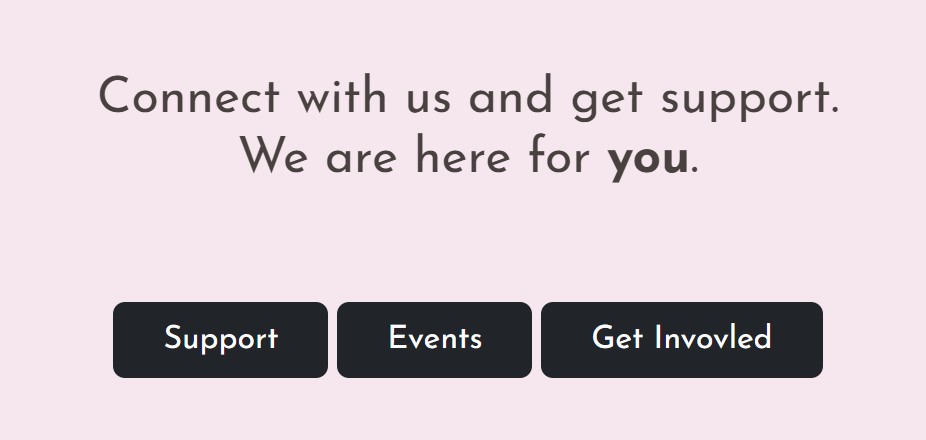 Connect with us and get support.
We are here for you.
Support
Events
Get Invovled